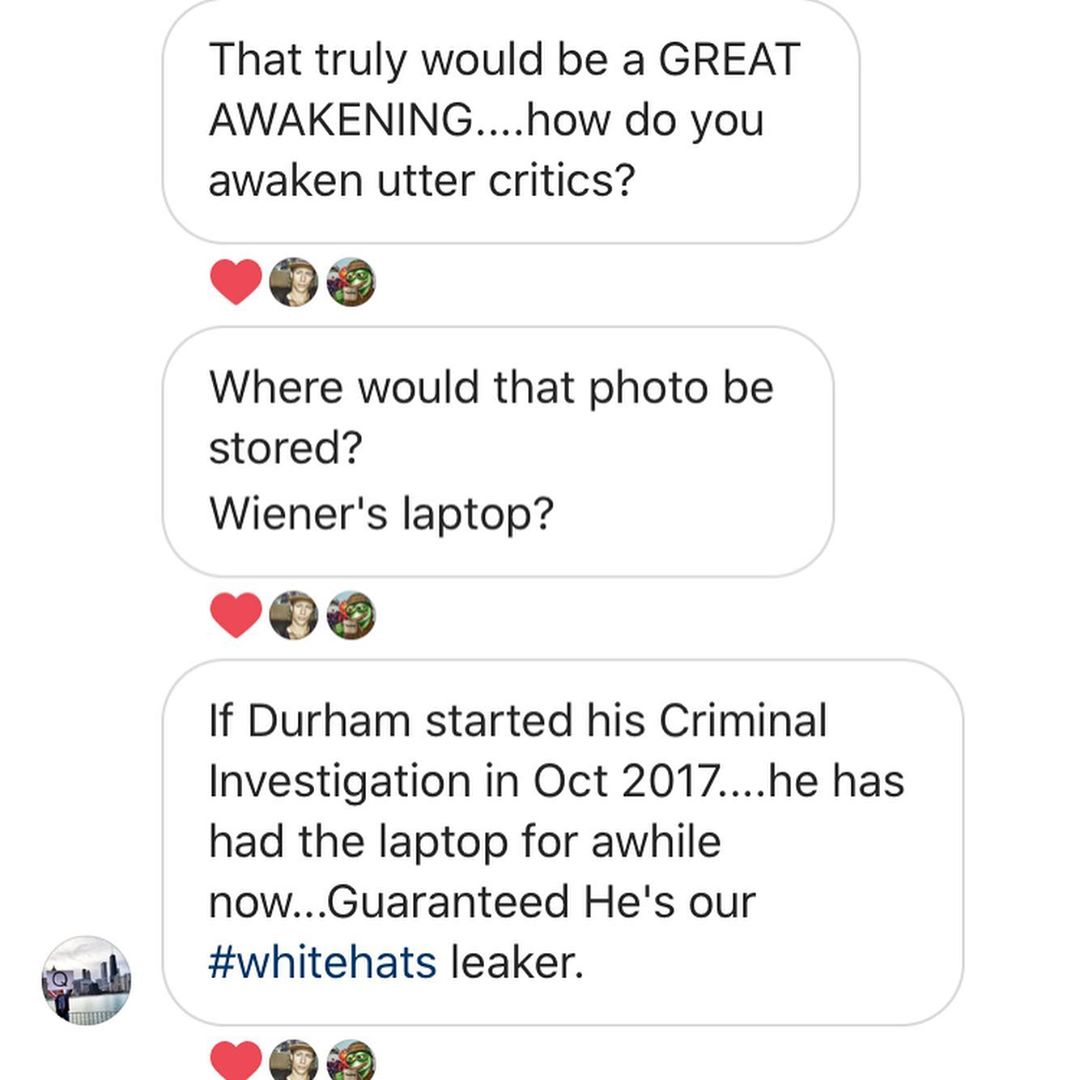 That truly would be a GREAT
AWAKENING....how do you
awaken utter critics?
Where would that photo be
stored?
Wiener's laptop?
If Durham started his Criminal
Investigation in Oct 2017....he has
had the laptop for awhile
now...Guaranteed He's our
#whitehats leaker.
Q